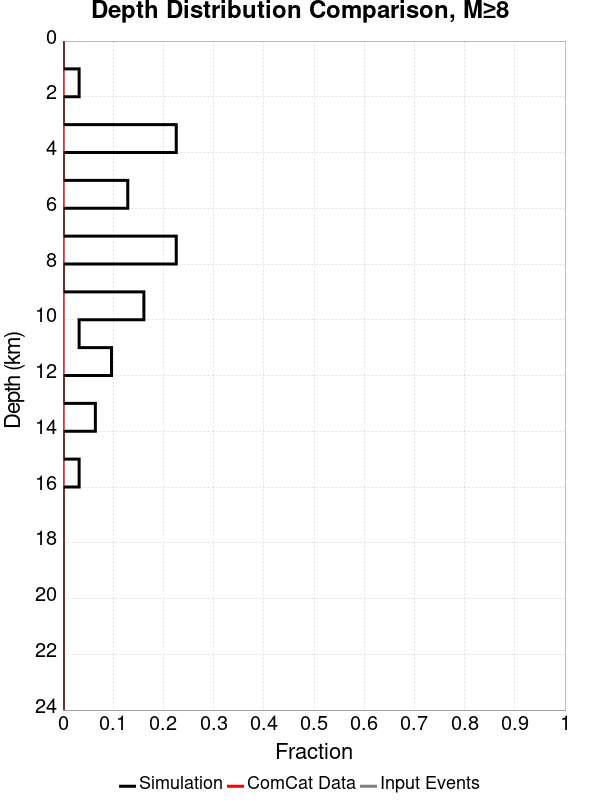 Depth Distribution Comparison, M≥8
0
2
4
6
8
10
12
14
16
18
20
22
24
Depth (km)
0 0.1 0.2 0.3 0.4 0.5 0.6 0.7 0.8 0.9 1
Fraction
Simulation ComCat Data Input Events